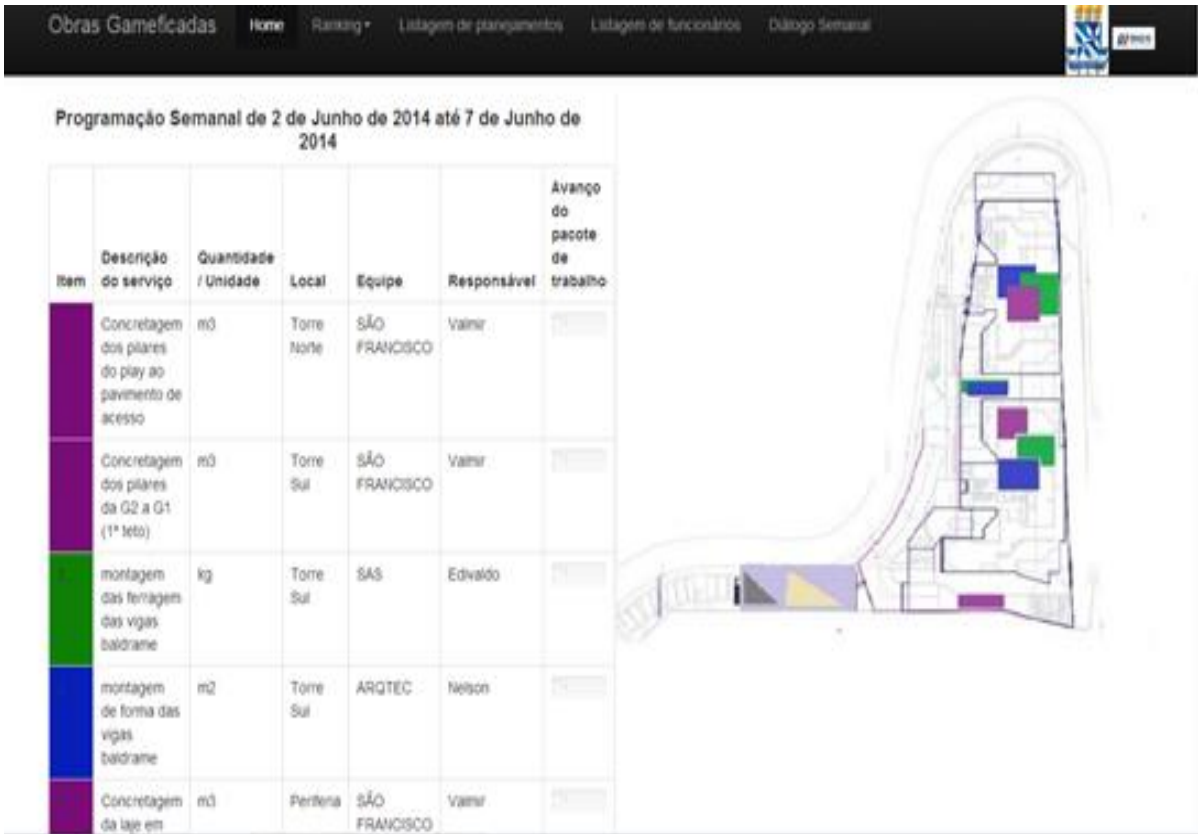 Obras Gameficadas Home Ranking Listagem de planejamentos Listagem de funcionários Diálogo Semanal
Programação Semanal de 2 de Junho de 2014 até 7 de Junho de
2014
Item
Descrição
do serviço
Quantidade
/ Unidade
Local
Equipe
Responsável
Avanço
do
pacote
de
trabalho
Concretagem
dos pilares
do play ao
pavimento de
acesso
m3
Torre
Norte
SÃO
FRANCISCO
Valmir
Concretagem
dos pilares
da G2 a G1
(1ª teto)
m3
Torre
Sul
SÃO
FRANCISCO
Valmir
montagem
das ferragem
das vigas
baldrame
kg
Torre
Sul
SAS
Edivaldo
montagem
de forma das
vigas
baldrame
m2
Torre
Sul
ARQTEC
Nelson
Concretagem
da laje em
m3
Periferia
SÃO
FRANCISCO
Valmir